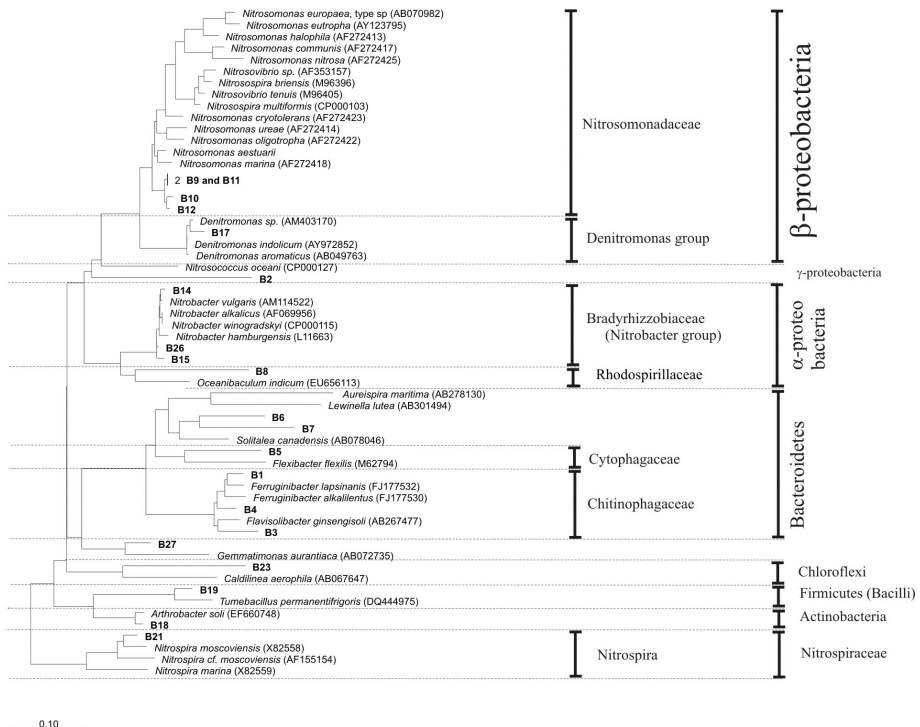 Nitrosomonas europaea, type sp (AB070982)
Nitrosomonas eutropha (AY123795)
Nitrosomonas halophila (AF272413)
Nitrosomonas communis (AF272417)
Nitrosomonas nitrosa (AF272425)
Nitrosovibrio sp. (AF353157)
Nitrosospira briensis (M96396)
Nitrosovibrio tenuis (M96405)
Nitrosospira multiformis (CP000103)
Nitrosomonas cryotolerans (AF272423)
Nitrosomonas ureae (AF272414)
Nitrosomonas oligotropha (AF272422)
Nitrosomonas aestuarii
Nitrosomonas marina (AF272418)
2 B9 and B11
B10
B12
Nitrosomonadaceae
β-proteobacteria
Denitromonas sp. (AM403170)
B17
Denitromonas indolicum (AY972852)
Denitromonas aromaticus (AB049763)
Denitromonas group
Nitrosococcus oceani (CP000127)
B2
γ-proteobacteria
B14
Nitrobacter vulgaris (AM114522)
Nitrobacter alkalicus (AF069956)
Nitrobacter winogradskyi (CP000115)
Nitrobacter hamburgensis (L11663)
B26
B15
Bradyrhizzobiaceae
(Nitrobacter group)
α-proteo
bacteria
B8
Oceanibaculum indicum (EU656113)
Rhodospirillaceae
Aureispira maritima (AB278130)
Lewinella lutea (AB301494)
B6
B7
Solitalea canadensis (AB078046)
B5
Flexibacter flexilis (M62794)
Cytophagaceae
Bacteroidetes
B1
Ferruginibacter lapsinanis (FJ177532)
Ferruginibacter alkalilentus (FJ177530)
B4
Flavisolibacter ginsengisoli (AB267477)
B3
Chitinophagaceae
B27
Gemmatimonas aurantiaca (AB072735)
B23
Caldilinea aerophila (AB067647)
Chloroflexi
B19
Tumebacillus permanentifrigoris (DQ444975)
Firmicutes (Bacilli)
Arthrobacter soli (EF660748)
B18
Actinobacteria
B21
Nitrospira moscoviensis (X82558)
Nitrospira cf. moscoviensis (AF155154)
Nitrospira marina (X82559)
Nitrospira
Nitrospiraceae
0.10